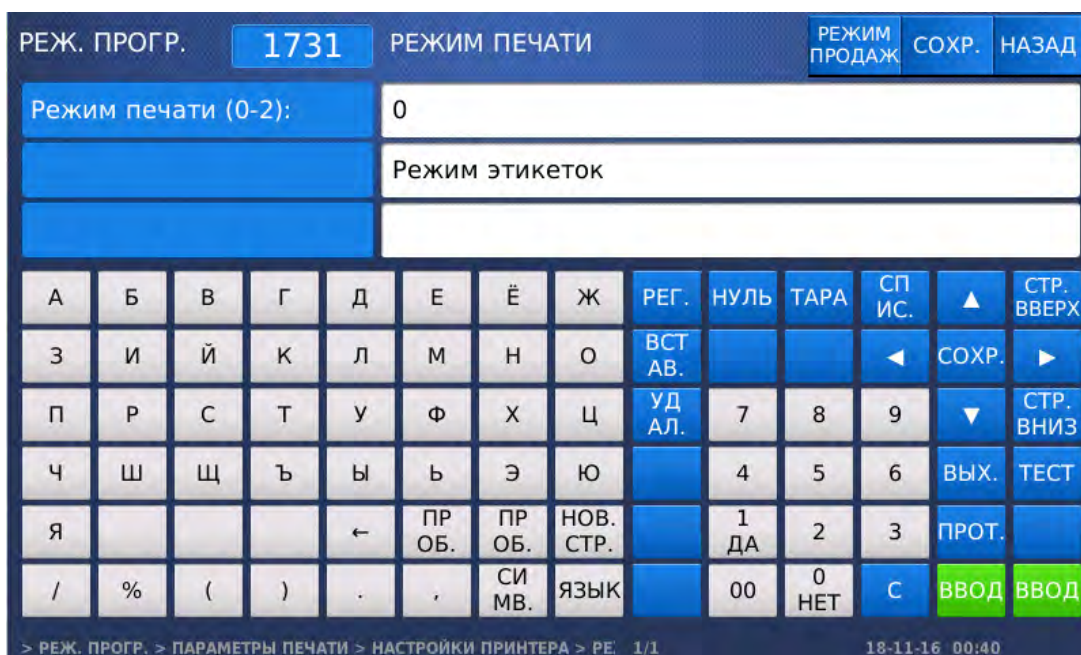 РЕЖ. ПРОГР. 1731 РЕЖИМ ПЕЧАТИ РЕЖИМ ПРОДАЖ СОХР. НАЗАД
Режим печати (0-2): 0
Режим этикеток
А Б В Г Д Е Ё Ж РЕГ. НУЛЬ ТАРА СП ИС. ▲ СТР. ВВЕРХ
З И Й К Л М Н О ВСТ АВ. ◀ СОХР. ▶
П Р С Т У Ф Х Ц УД АЛ. 7 8 9 ▼ СТР. ВНИЗ
Ч Ш Щ Ъ Ы Ь Э Ю 4 5 6 ВЫХ. ТЕСТ
Я ← ПР ОБ. ПР ОБ. НОВ. СТР. 1 ДА 2 3 ПРОТ.
/ % ( ) . , СИ МВ. ЯЗЫК 00 0 НЕТ С ВВОД ВВОД
> РЕЖ. ПРОГР. > ПАРАМЕТРЫ ПЕЧАТИ > НАСТРОЙКИ ПРИНТЕРА > РЕ 1/1 18-11-16 00:40